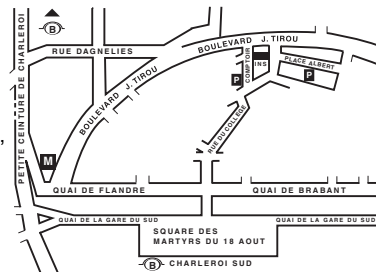 B
RUE DAGNELIES
PETITE CEINTURE DE CHARLEROI
BOULEVARD J. TIROU
BOULEVARD J. TIROU
COMPTOIR
INS
PLACE ALBERT
P
P
RUE DU COLLEGE
,
M
QUAI DE FLANDRE
QUAI DE BRABANT
QUAI DE LA GARE DU SUD
QUAI DE LA GARE DU SUD
SQUARE DES
MARTYRS DU 18 AOUT
B CHARLEROI SUD